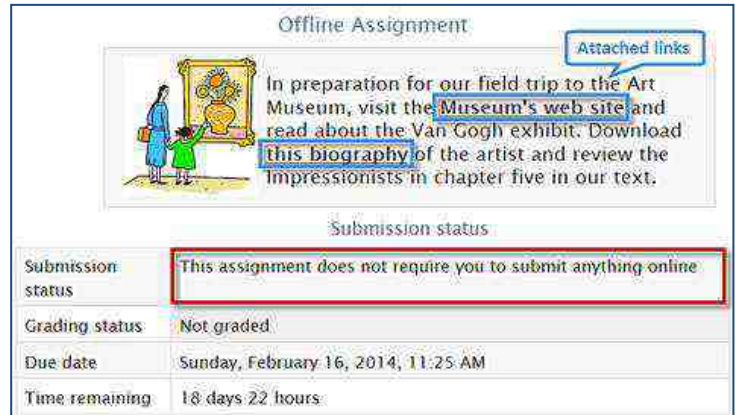 Offline Assignment
Attached links
In preparation for our field trip to the Art
Museum, visit the Museum's web site and
read about the Van Gogh exhibit. Download
this biography of the artist and review the
Impressionists in chapter five in our text.
Submission status
Submission status This assignment does not require you to submit anything online
Grading status Not graded
Due date Sunday, February 16, 2014, 11:25 AM
Time remaining 18 days 22 hours